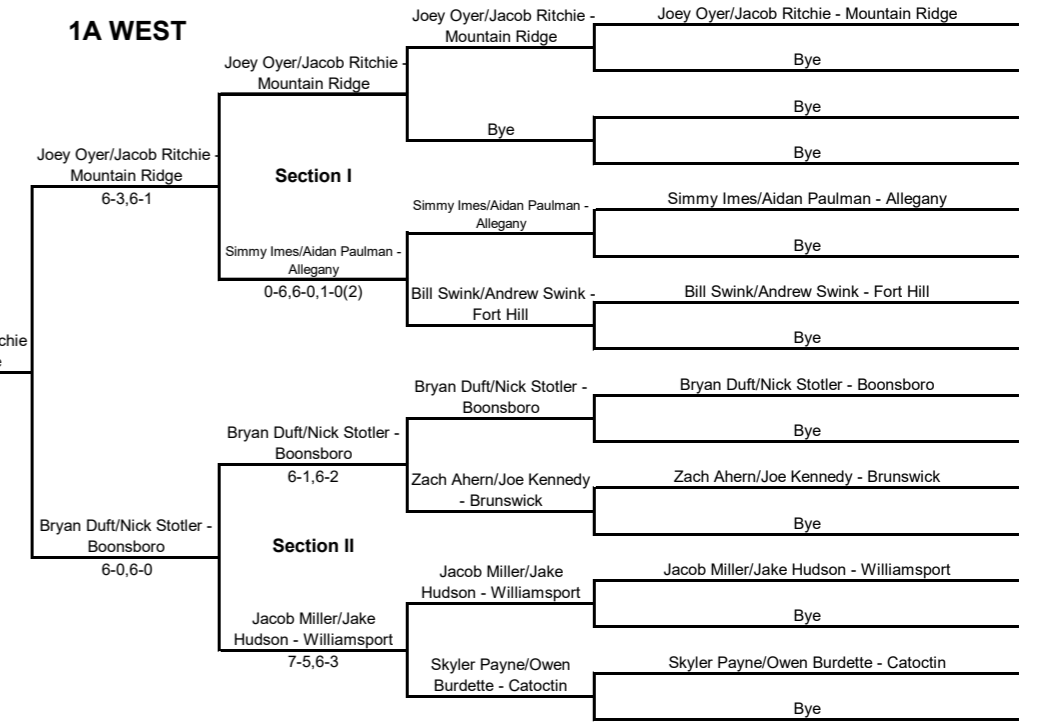 1A WEST
Joey Oyer/Jacob Ritchie -
Mountain Ridge
Joey Oyer/Jacob Ritchie - Mountain Ridge
Bye
Joey Oyer/Jacob Ritchie -
Mountain Ridge
Bye
Bye
Bye
Joey Oyer/Jacob Ritchie -
Mountain Ridge
6-3,6-1
Section I
Simmy Imes/Aidan Paulman -
Allegany
Simmy Imes/Aidan Paulman - Allegany
Bye
Simmy Imes/Aidan Paulman -
Allegany
0-6,6-0,1-0(2)
Bill Swink/Andrew Swink -
Fort Hill
Bill Swink/Andrew Swink - Fort Hill
Bye
chie
e
Bryan Duft/Nick Stotler -
Boonsboro
Bryan Duft/Nick Stotler - Boonsboro
Bye
Bryan Duft/Nick Stotler -
Boonsboro
6-1,6-2
Zach Ahern/Joe Kennedy
- Brunswick
Zach Ahern/Joe Kennedy - Brunswick
Bye
Bryan Duft/Nick Stotler -
Boonsboro
6-0,6-0
Section II
Jacob Miller/Jake
Hudson - Williamsport
Jacob Miller/Jake Hudson - Williamsport
Bye
Jacob Miller/Jake
Hudson - Williamsport
7-5,6-3
Skyler Payne/Owen
Burdette - Catoctin
Skyler Payne/Owen Burdette - Catoctin
Bye